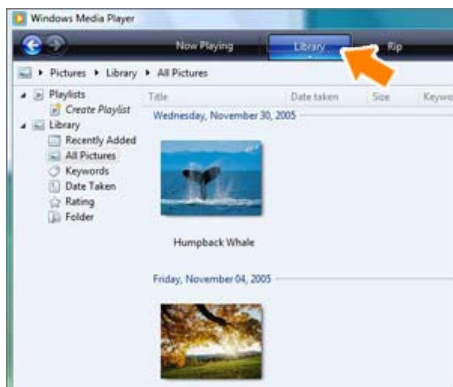 Windows Media Player
Now Playing Library Rip
Pictures Library All Pictures
Playlists
Create Playlist
Library
Recently Added
All Pictures
Keywords
Date Taken
Rating
Folder
Title Date taken Size Keywo
Wednesday, November 30, 2005
Humpback Whale
Friday, November 04, 2005